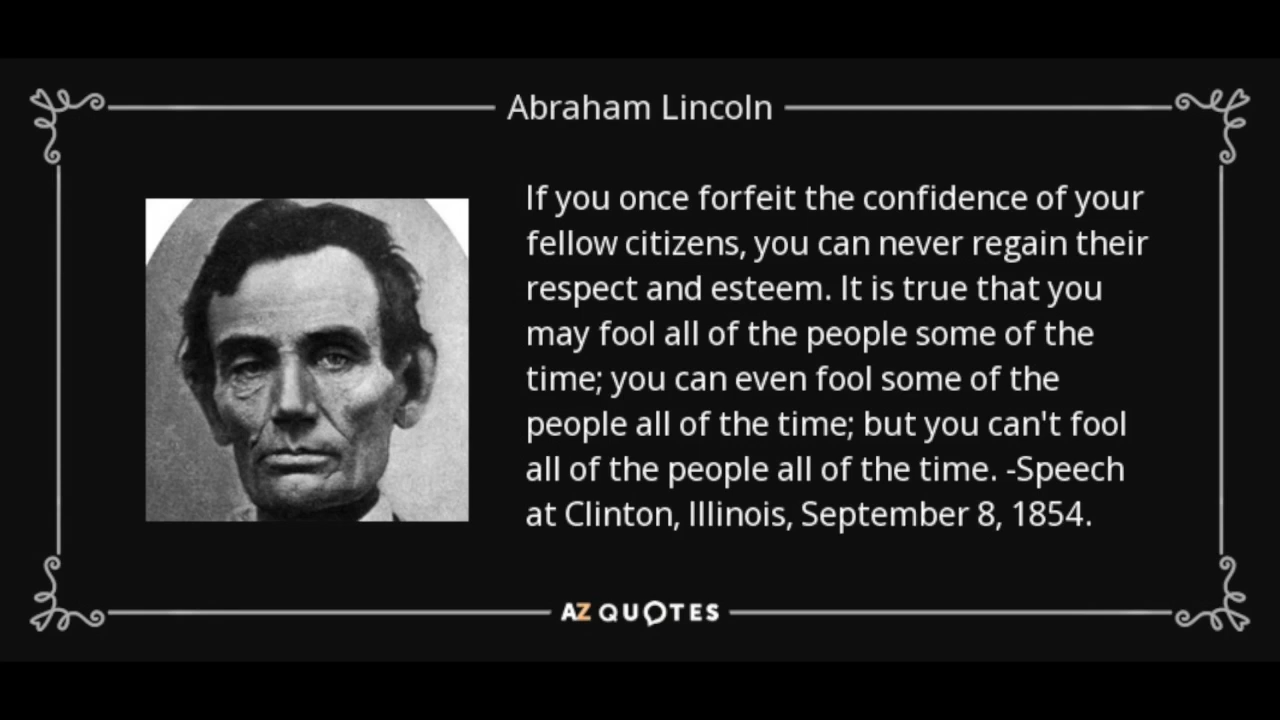 Abraham Lincoln
If you once forfeit the confidence of your
fellow citizens, you can never regain their
respect and esteem. It is true that you
may fool all of the people some of the
time; you can even fool some of the
people all of the time; but you can't fool
all of the people all of the time. -Speech
at Clinton, Illinois, September 8, 1854.
AZ QUOTES